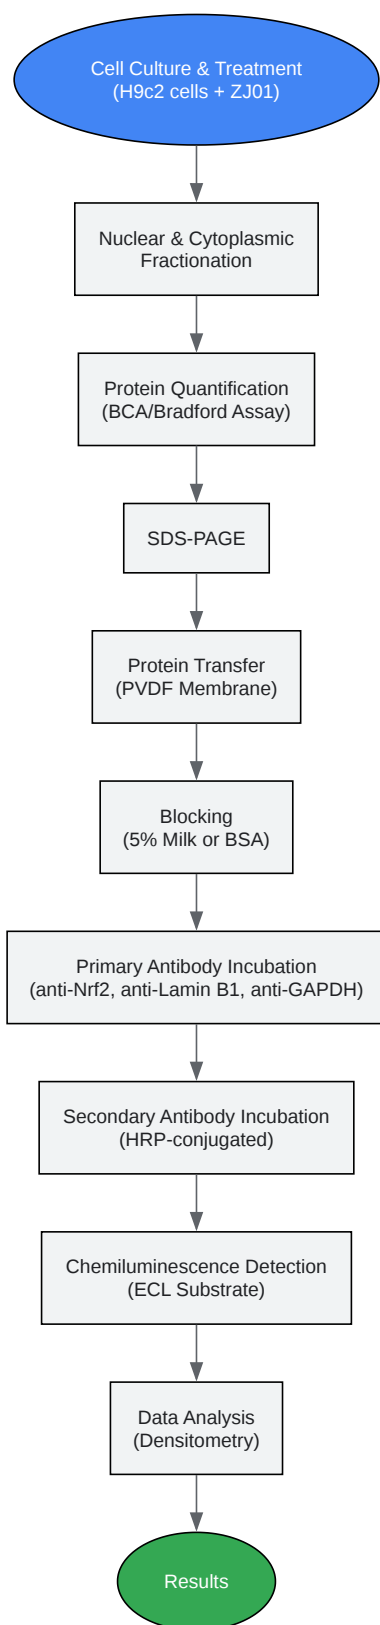 Cell Culture & Treatment
(H9c2 cells + ZJ01)
Nuclear & Cytoplasmic
Fractionation
Protein Quantification
(BCA/Bradford Assay)
SDS-PAGE
Protein Transfer
(PVDF Membrane)
Blocking
(5% Milk or BSA)
Primary Antibody Incubation
(anti-Nrf2, anti-Lamin B1, anti-GAPDH)
Secondary Antibody Incubation
(HRP-conjugated)
Chemiluminescence Detection
(ECL Substrate)
Data Analysis
(Densitometry)
Results